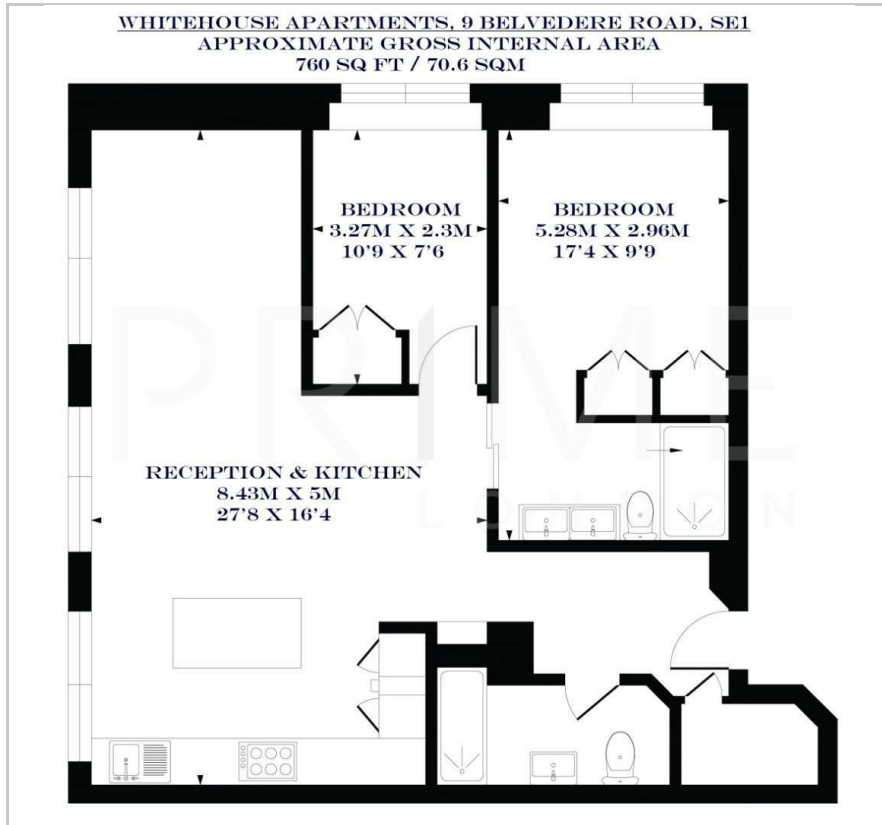 WHITEHOUSE APARTMENTS, 9 BELVEDERE ROAD, SE1
APPROXIMATE GROSS INTERNAL AREA
760 SQ FT / 70.6 SQM
BEDROOM
3.27M X 2.3M
10'9 X 7'6
BEDROOM
5.28M X 2.96M
17'4 X 9'9
PRIME
LONDON
RECEPTION & KITCHEN
8.43M X 5M
27'8 X 16'4